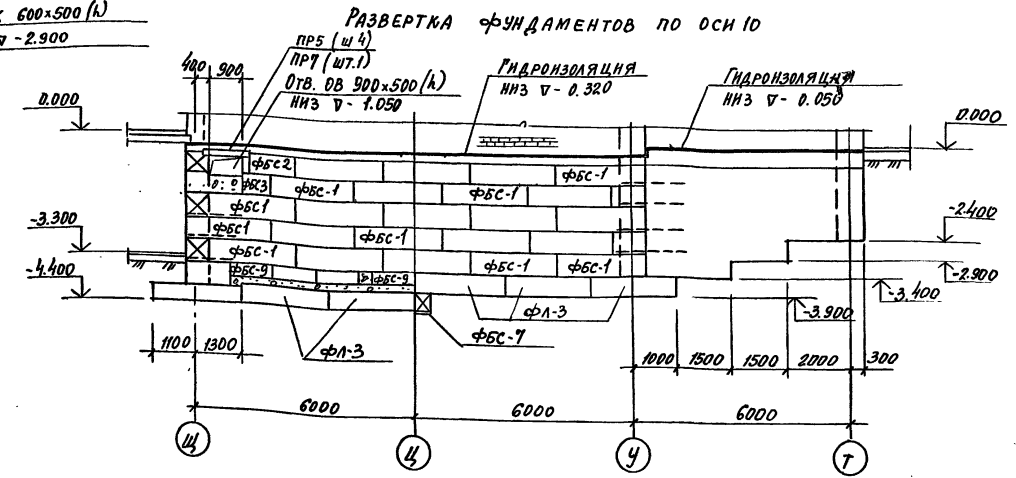 600×500 (h)
∇ -2.900
РАЗВЕРТКА ФУНДАМЕНТОВ ПО ОСИ 10
ПР5 (ш 4)
ПР7 (шт.1)
ОТВ. ОВ 900×500 (h)
НИЗ ∇ - 1.050
ГИДРОИЗОЛЯЦИЯ
НИЗ ∇ - 0.320
ГИДРОИЗОЛЯЦИЯ
НИЗ ∇ - 0.050
400 900
0.000
0.000
ФБС2
ФБС-1
ФБС3 ФБС-1 ФБС-1
ФБС1
ФБС1 ФБС-1
ФБС-1
ФБС-1 ФБС-1
ФБС-9 ФБС-9
-3.300
-4.400
-2.400
-2.900
-3.400
-3.900
ФЛ-3
ФЛ-3
ФБС-7
1100 1300
1000 1500 1500 2000 300
6000 6000 6000
Щ Ц У Т